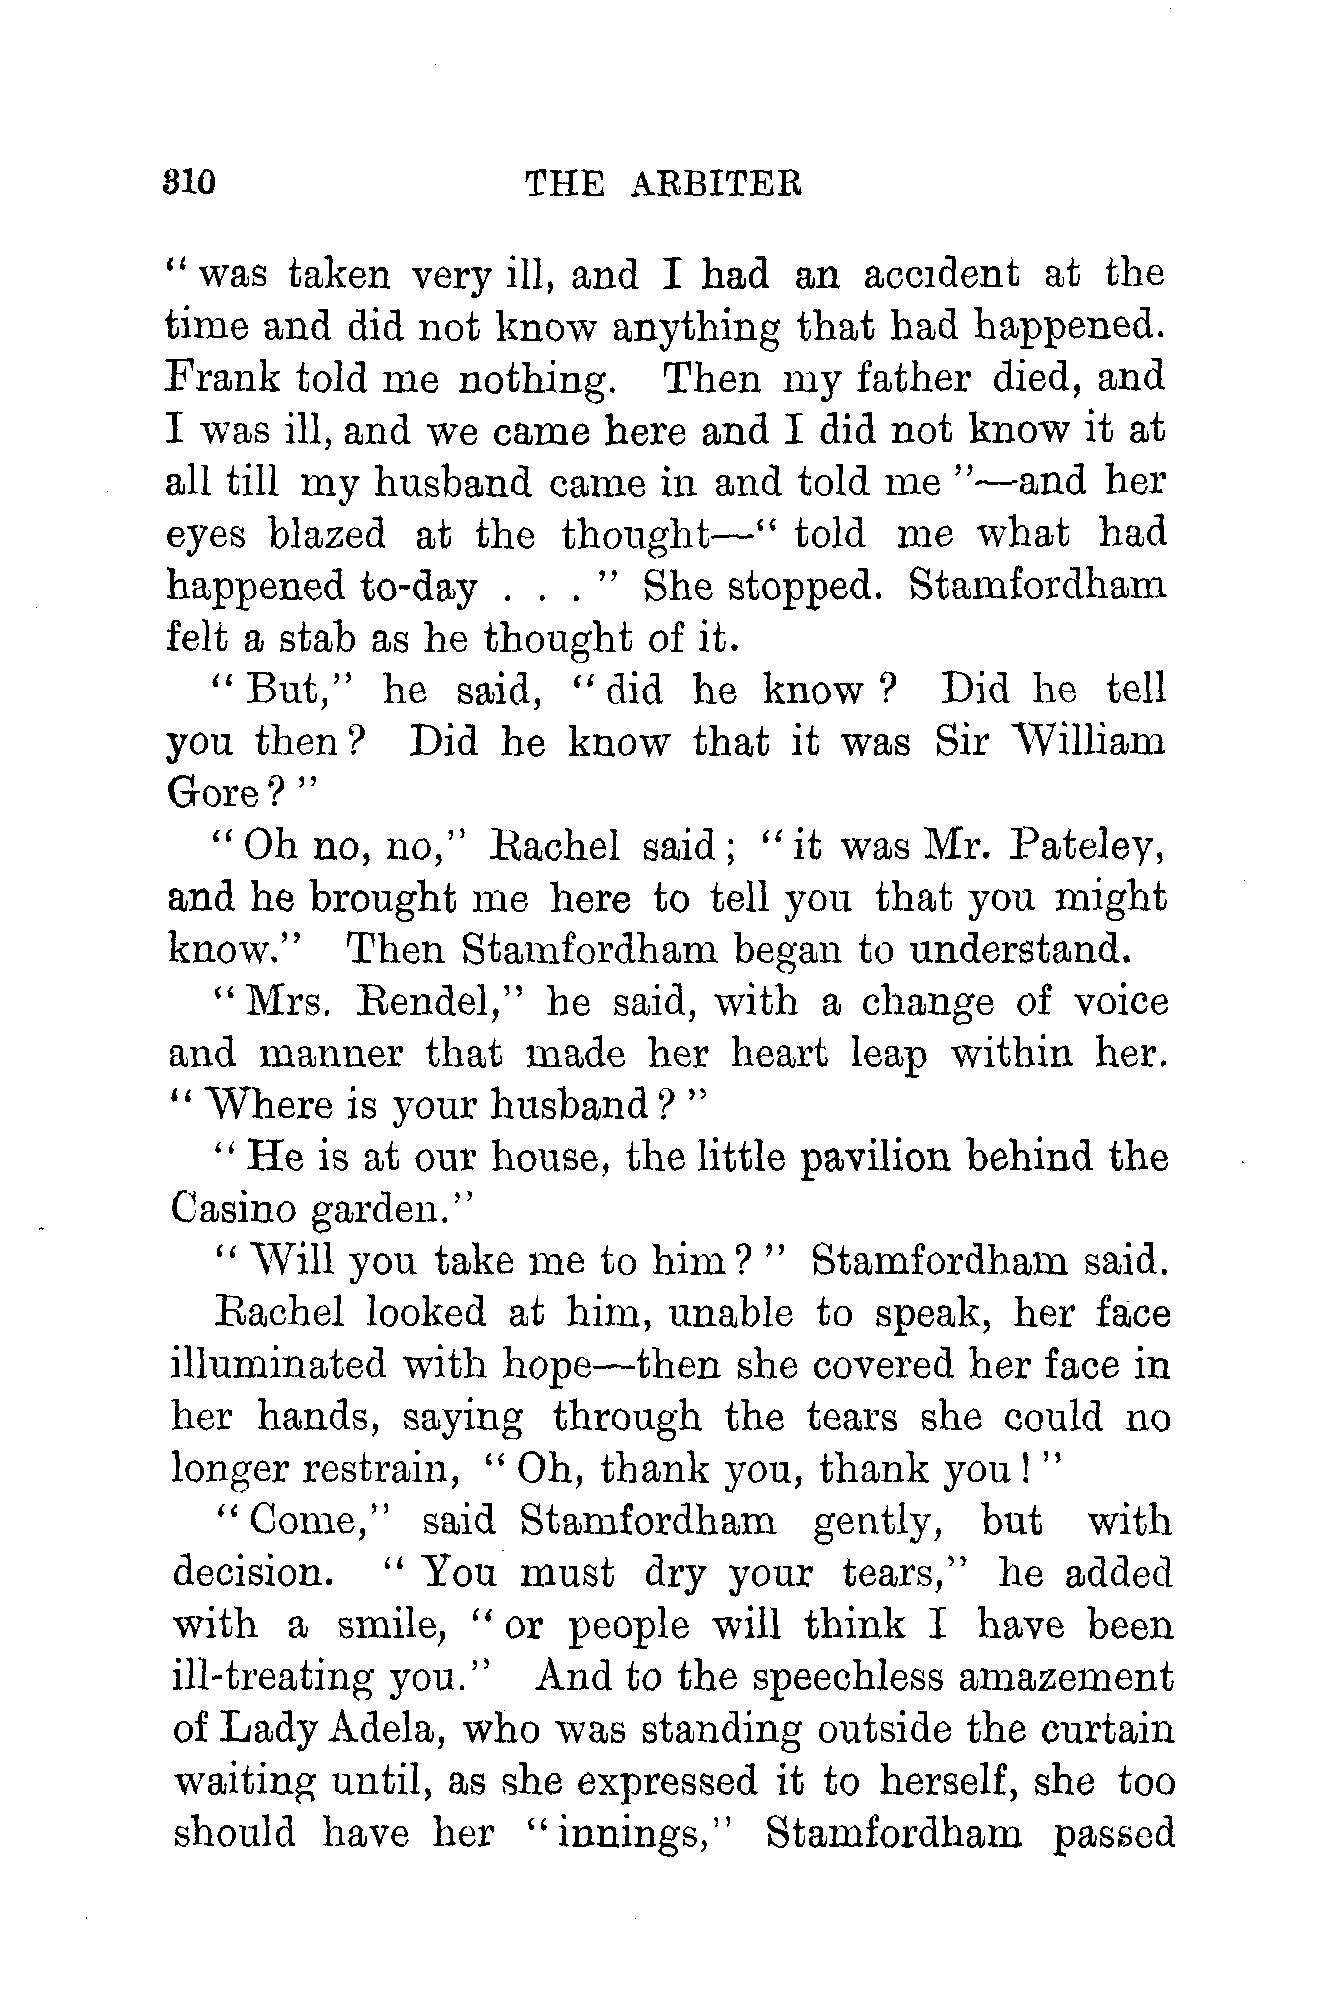 310 THE ARBITER
“ was taken very ill, and I had an accident at the
time and did not know anything that had happened.
Frank told me nothing. Then my father died, and
I was ill, and we came here and I did not know it at
all till my husband came in and told me ”—and her
eyes blazed at the thought—“ told me what had
happened to-day . . . ” She stopped. Stamfordham
felt a stab as he thought of it.
“ But,” he said, “ did he know ? Did he tell
you then ? Did he know that it was Sir William
Gore ? ”
“ Oh no, no,” Rachel said ; “ it was Mr. Pateley,
and he brought me here to tell you that you might
know.” Then Stamfordham began to understand.
“ Mrs. Rendel,” he said, with a change of voice
and manner that made her heart leap within her.
“ Where is your husband ? ”
“ He is at our house, the little pavilion behind the
Casino garden.”
“ Will you take me to him ? ” Stamfordham said.
Rachel looked at him, unable to speak, her face
illuminated with hope—then she covered her face in
her hands, saying through the tears she could no
longer restrain, “ Oh, thank you, thank you ! ”
“ Come,” said Stamfordham gently, but with
decision. “ You must dry your tears,” he added
with a smile, “ or people will think I have been
ill-treating you.” And to the speechless amazement
of Lady Adela, who was standing outside the curtain
waiting until, as she expressed it to herself, she too
should have her “ innings,” Stamfordham passed